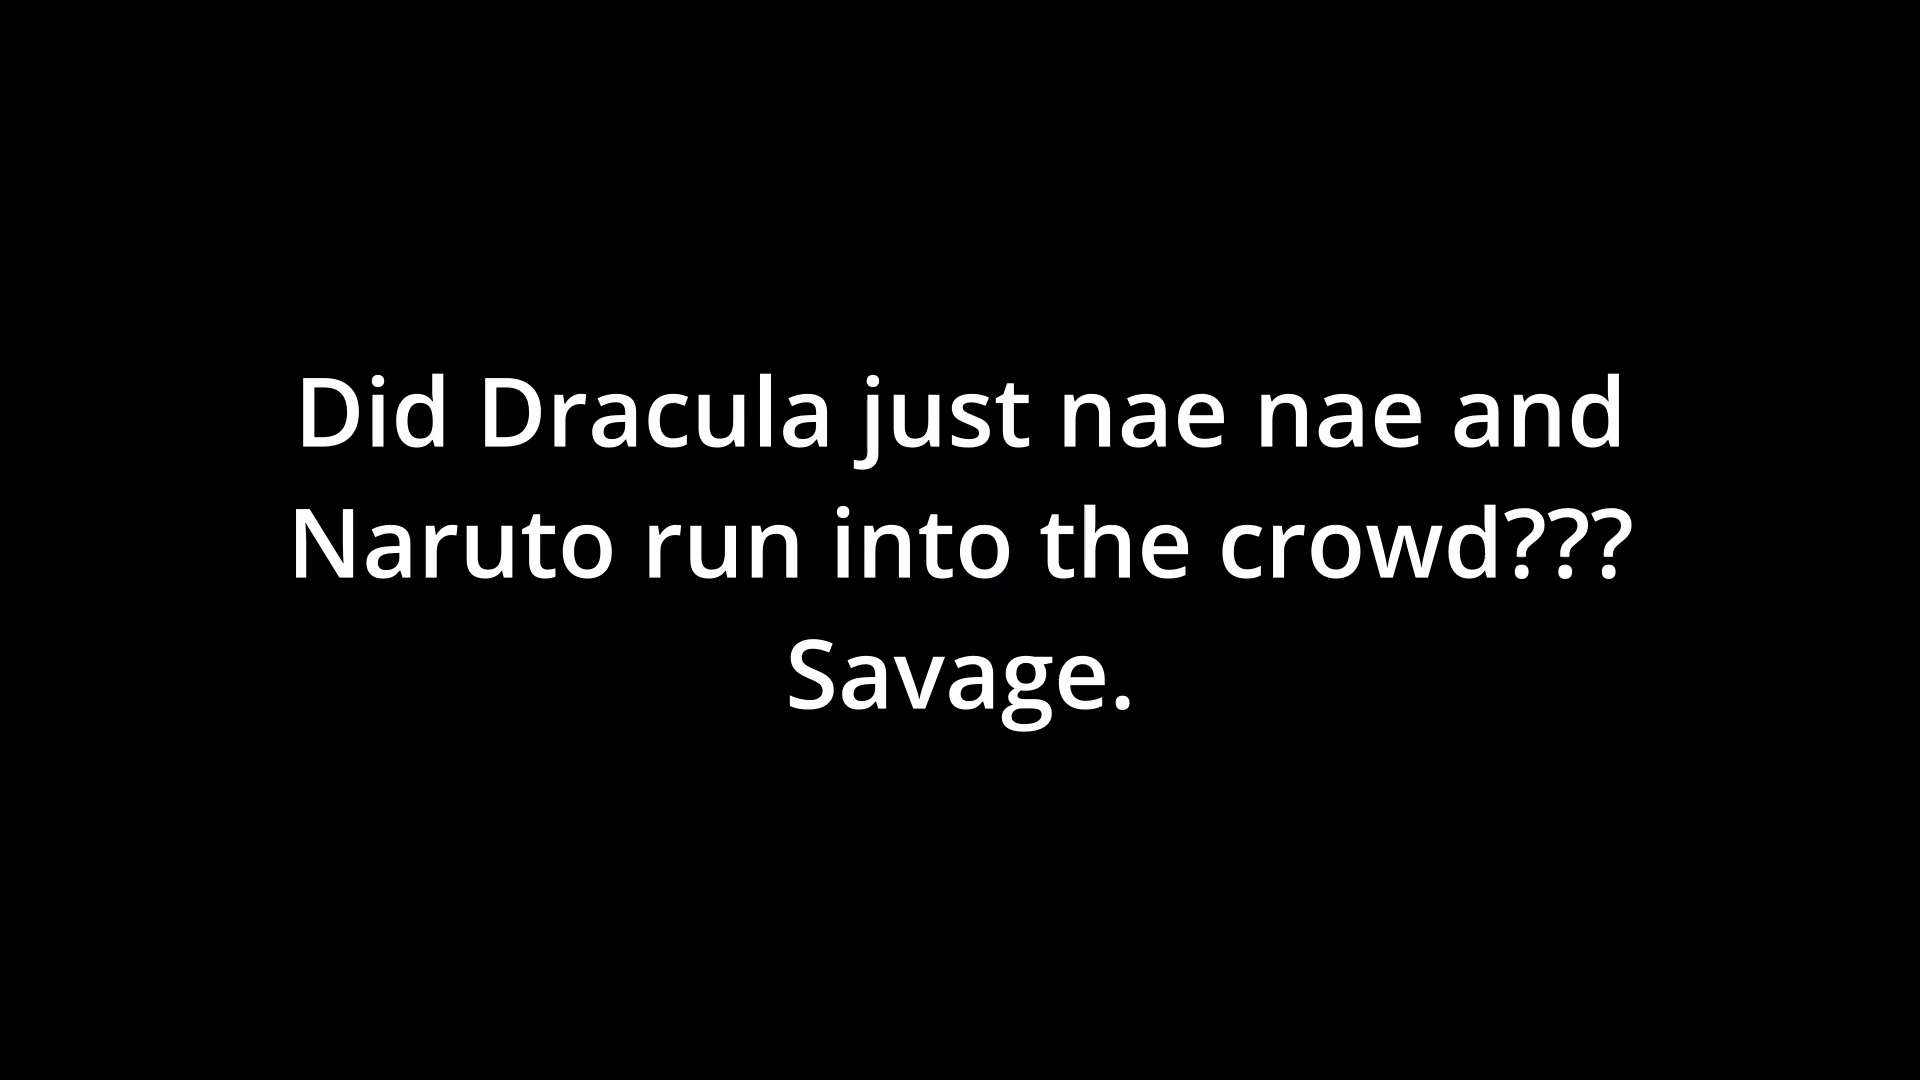 Did Dracula just nae nae and
Naruto run into the crowd???
Savage.